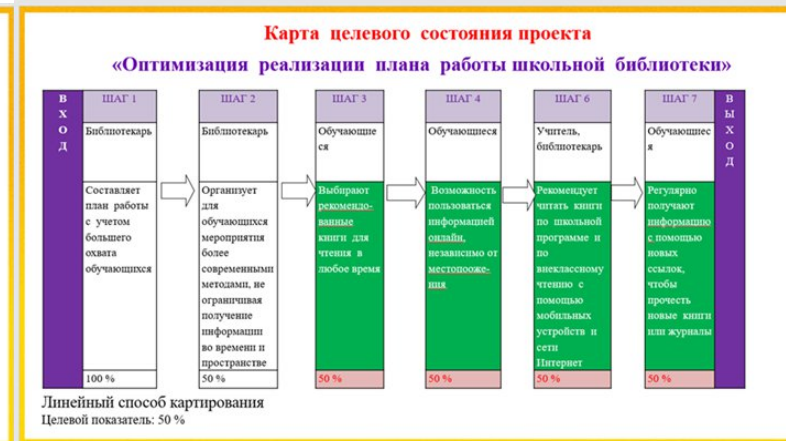 Карта целевого состояния проекта
«Оптимизация реализации плана работы школьной библиотеки»
ВХОД
ШАГ 1
Библиотекарь
Составляет
план работы
с учетом
большего
охвата
обучающихся
100 %
ШАГ 2
Библиотекарь
Организует
для
обучающихся
мероприятия
более
современными
методами, не
ограничивая
получение
информации
во времени и
пространстве
50 %
ШАГ 3
Обучающие
ся
Выбирают
рекомендо-
ванные
книги для
чтения в
любое время
50 %
ШАГ 4
Обучающиеся
Возможность
пользоваться
информацией
онлайн,
независимо от
местопооже-
ния
50 %
ШАГ 6
Учитель,
библиотекарь
Рекомендует
читать книги
по школьной
программе и
по
внеклассному
чтению с
помощью
мобильных
устройств и
сети
Интернет
50 %
ШАГ 7
Обучающиес
я
Регулярно
получают
информацию
с помощью
новых
ссылок,
чтобы
прочесть
новые книги
или журналы
50 %
ВЫХОД
Линейный способ картирования
Целевой показатель: 50 %